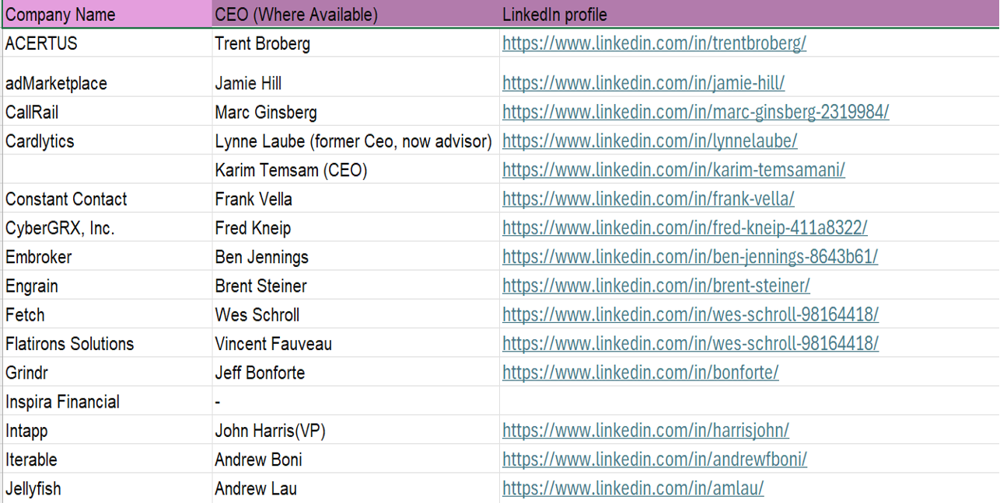 Company Name CEO (Where Available) LinkedIn profile
ACERTUS Trent Broberg https://www.linkedin.com/in/trentbroberg/
adMarketplace Jamie Hill https://www.linkedin.com/in/jamie-hill/
CallRail Marc Ginsberg https://www.linkedin.com/in/marc-ginsberg-2319984/
Cardlytics Lynne Laube (former Ceo, now advisor) https://www.linkedin.com/in/lynnelaube/
Karim Temsam (CEO) https://www.linkedin.com/in/karim-temsamani/
Constant Contact Frank Vella https://www.linkedin.com/in/frank-vella/
CyberGRX, Inc. Fred Kneip https://www.linkedin.com/in/fred-kneip-411a8322/
Embroker Ben Jennings https://www.linkedin.com/in/ben-jennings-8643b61/
Engrain Brent Steiner https://www.linkedin.com/in/brent-steiner/
Fetch Wes Schroll https://www.linkedin.com/in/wes-schroll-98164418/
Flatirons Solutions Vincent Fauveau https://www.linkedin.com/in/wes-schroll-98164418/
Grindr Jeff Bonforte https://www.linkedin.com/in/bonforte/
Inspira Financial -
Intapp John Harris(VP) https://www.linkedin.com/in/harrisjohn/
Iterable Andrew Boni https://www.linkedin.com/in/andrewfboni/
Jellyfish Andrew Lau https://www.linkedin.com/in/amlau/